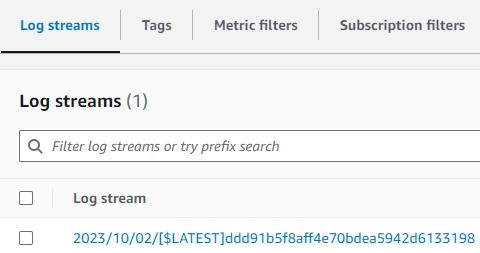 Log streams Tags Metric filters Subscription filters
Log streams (1)
Filter log streams or try prefix search
Log stream
2023/10/02/[$LATEST]ddd91b5f8aff4e70bdea5942d6133198